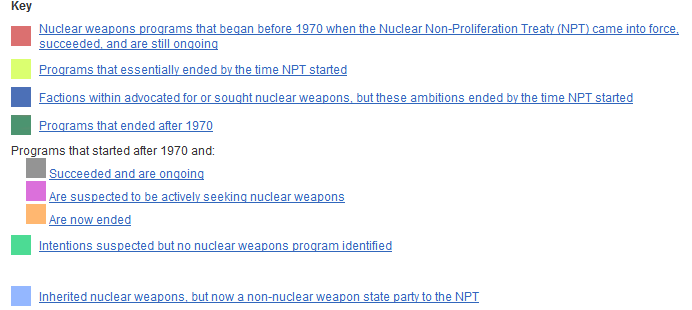 Key
Nuclear weapons programs that began before 1970 when the Nuclear Non-Proliferation Treaty (NPT) came into force,
succeeded, and are still ongoing
Programs that essentially ended by the time NPT started
Factions within advocated for or sought nuclear weapons, but these ambitions ended by the time NPT started
Programs that ended after 1970
Programs that started after 1970 and:
Succeeded and are ongoing
Are suspected to be actively seeking nuclear weapons
Are now ended
Intentions suspected but no nuclear weapons program identified
Inherited nuclear weapons, but now a non-nuclear weapon state party to the NPT